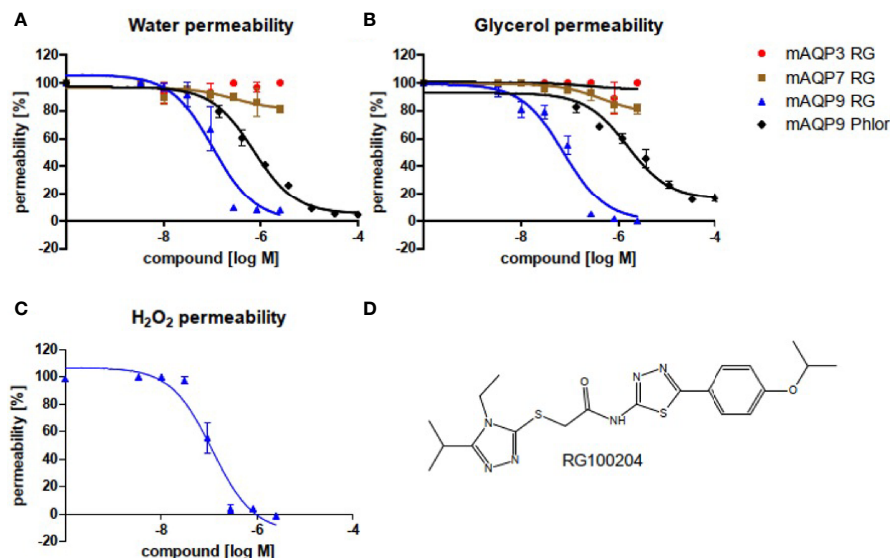 A
Water permeability
permeability [%]
120
100
80
60
40
20
0
-20
-8
-6
-4
compound [log M]
B
Glycerol permeability
permeability [%]
120
100
80
60
40
20
0
-20
-8
-6
-4
compound [log M]
mAQP3 RG
mAQP7 RG
mAQP9 RG
mAQP9 Phlor
C
H₂O₂ permeability
permeability [%]
120
100
80
60
40
20
0
-20
-8
-6
-4
compound [log M]
D
N
N
N
N
S
O
NH
N
N
S
O
RG100204